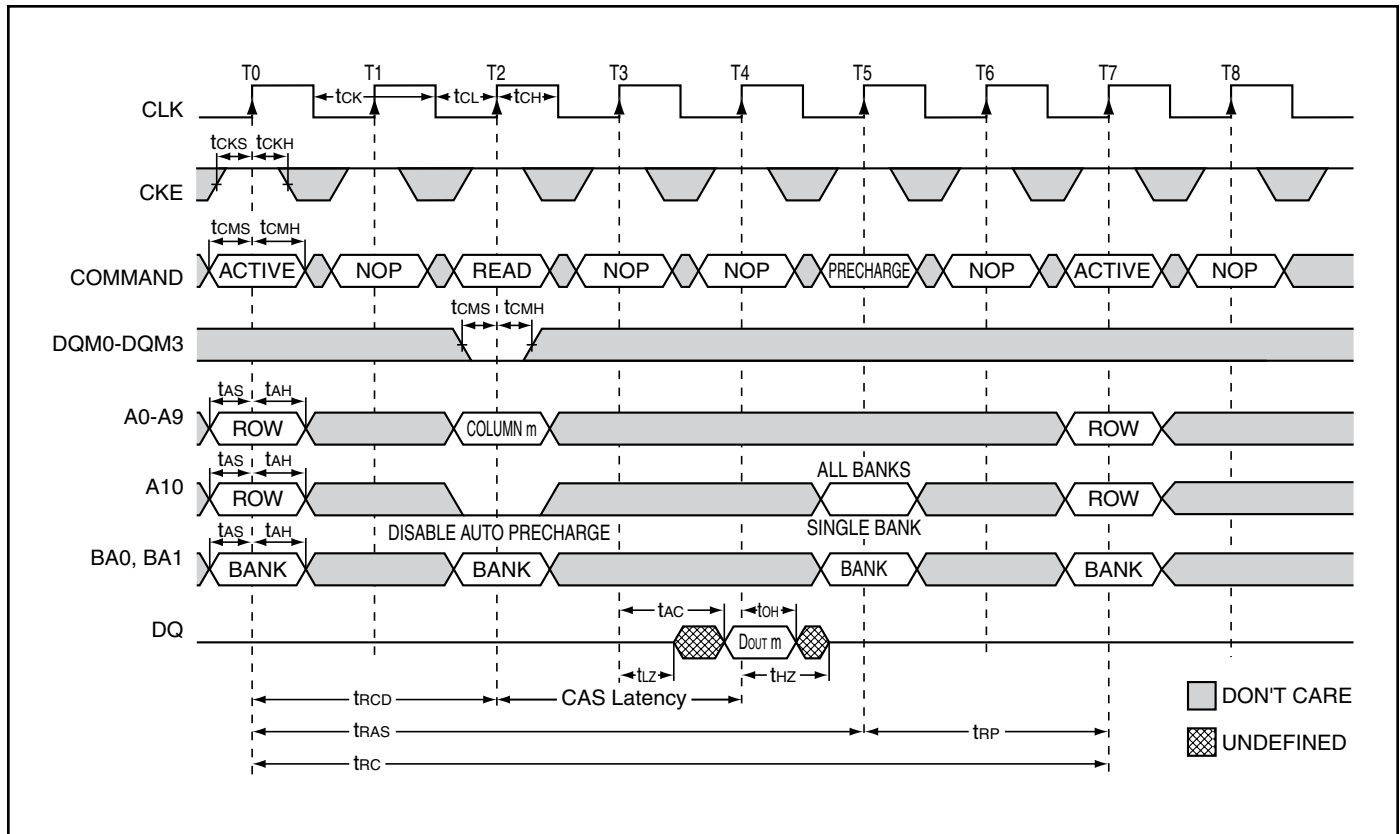 T0 T1 T2 T3 T4 T5 T6 T7 T8
CLK tCK tCL tCH
tCKS tCKH
CKE
tCMS tCMH
COMMAND ACTIVE NOP READ NOP NOP PRECHARGE NOP ACTIVE NOP
tCMS tCMH
DQM0-DQM3
tAS tAH
A0-A9 ROW COLUMN m ROW
tAS tAH ALL BANKS
A10 ROW ROW
tAS tAH DISABLE AUTO PRECHARGE SINGLE BANK
BA0, BA1 BANK BANK BANK BANK
tAC tOH
DQ DOUT m
tLZ tHZ
tRCD CAS Latency DON'T CARE
tRAS tRP UNDEFINED
tRC